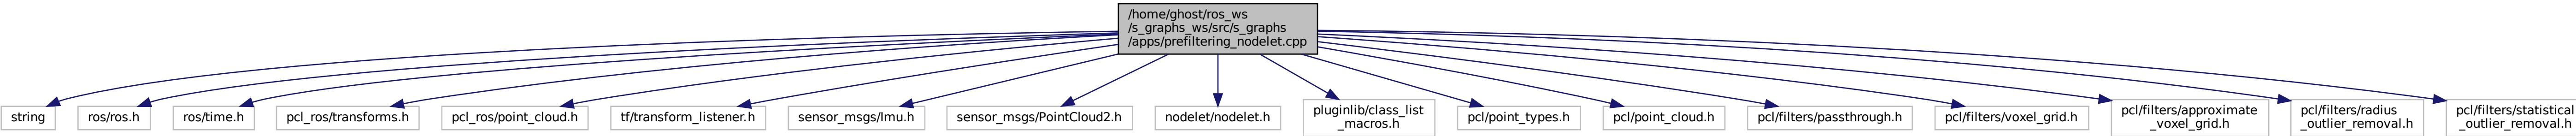 /home/ghost/ros_ws
/s_graphs_ws/src/s_graphs
/apps/prefiltering_nodelet.cpp
string
ros/ros.h
ros/time.h
pcl_ros/transforms.h
pcl_ros/point_cloud.h
tf/transform_listener.h
sensor_msgs/Imu.h
sensor_msgs/PointCloud2.h
nodelet/nodelet.h
pluginlib/class_list
_macros.h
pcl/point_types.h
pcl/point_cloud.h
pcl/filters/passthrough.h
pcl/filters/voxel_grid.h
pcl/filters/approximate
_voxel_grid.h
pcl/filters/radius
_outlier_removal.h
pcl/filters/statistical
_outlier_removal.h